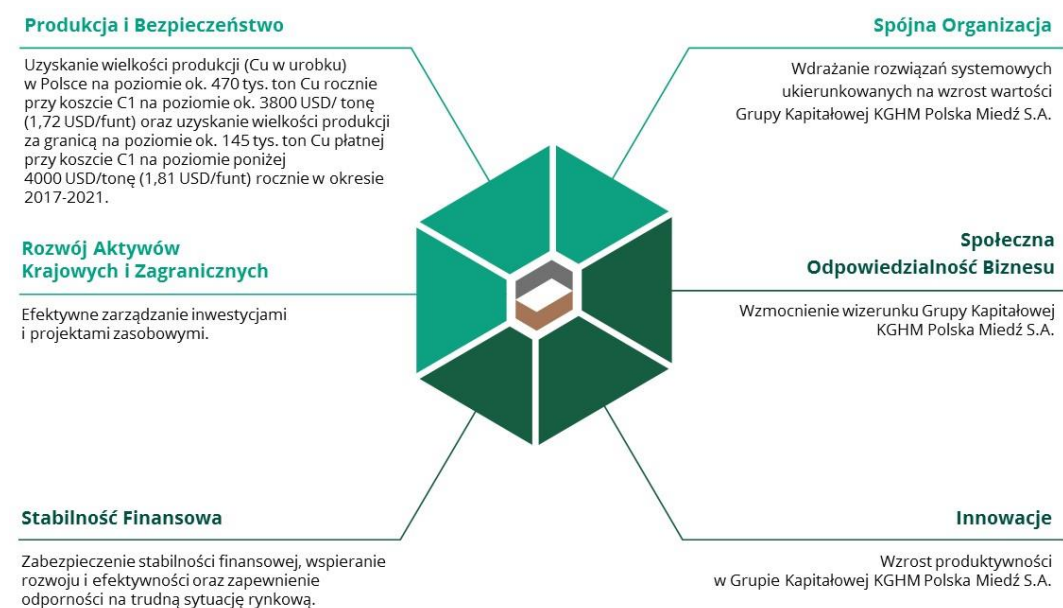 Produkcja i Bezpieczeństwo
Uzyskanie wielkości produkcji (Cu w urobku)
w Polsce na poziomie ok. 470 tys. ton Cu rocznie
przy koszcie C1 na poziomie ok. 3800 USD/ tonę
(1,72 USD/funt) oraz uzyskanie wielkości produkcji
za granicą na poziomie ok. 145 tys. ton Cu płatnej
przy koszcie C1 na poziomie poniżej
4000 USD/tonę (1,81 USD/funt) rocznie w okresie
2017-2021.
Spójna Organizacja
Wdrażanie rozwiązań systemowych
ukierunkowanych na wzrost wartości
Grupy Kapitałowej KGHM Polska Miedź S.A.
Rozwój Aktywów
Krajowych i Zagranicznych
Efektywne zarządzanie inwestycjami
i projektami zasobowymi.
Społeczna
Odpowiedzialność Biznesu
Wzmocnienie wizerunku Grupy Kapitałowej
KGHM Polska Miedź S.A.
Stabilność Finansowa
Zabezpieczenie stabilności finansowej, wspieranie
rozwoju i efektywności oraz zapewnienie
odporności na trudną sytuację rynkową.
Innowacje
Wzrost produktywności
w Grupie Kapitałowej KGHM Polska Miedź S.A.